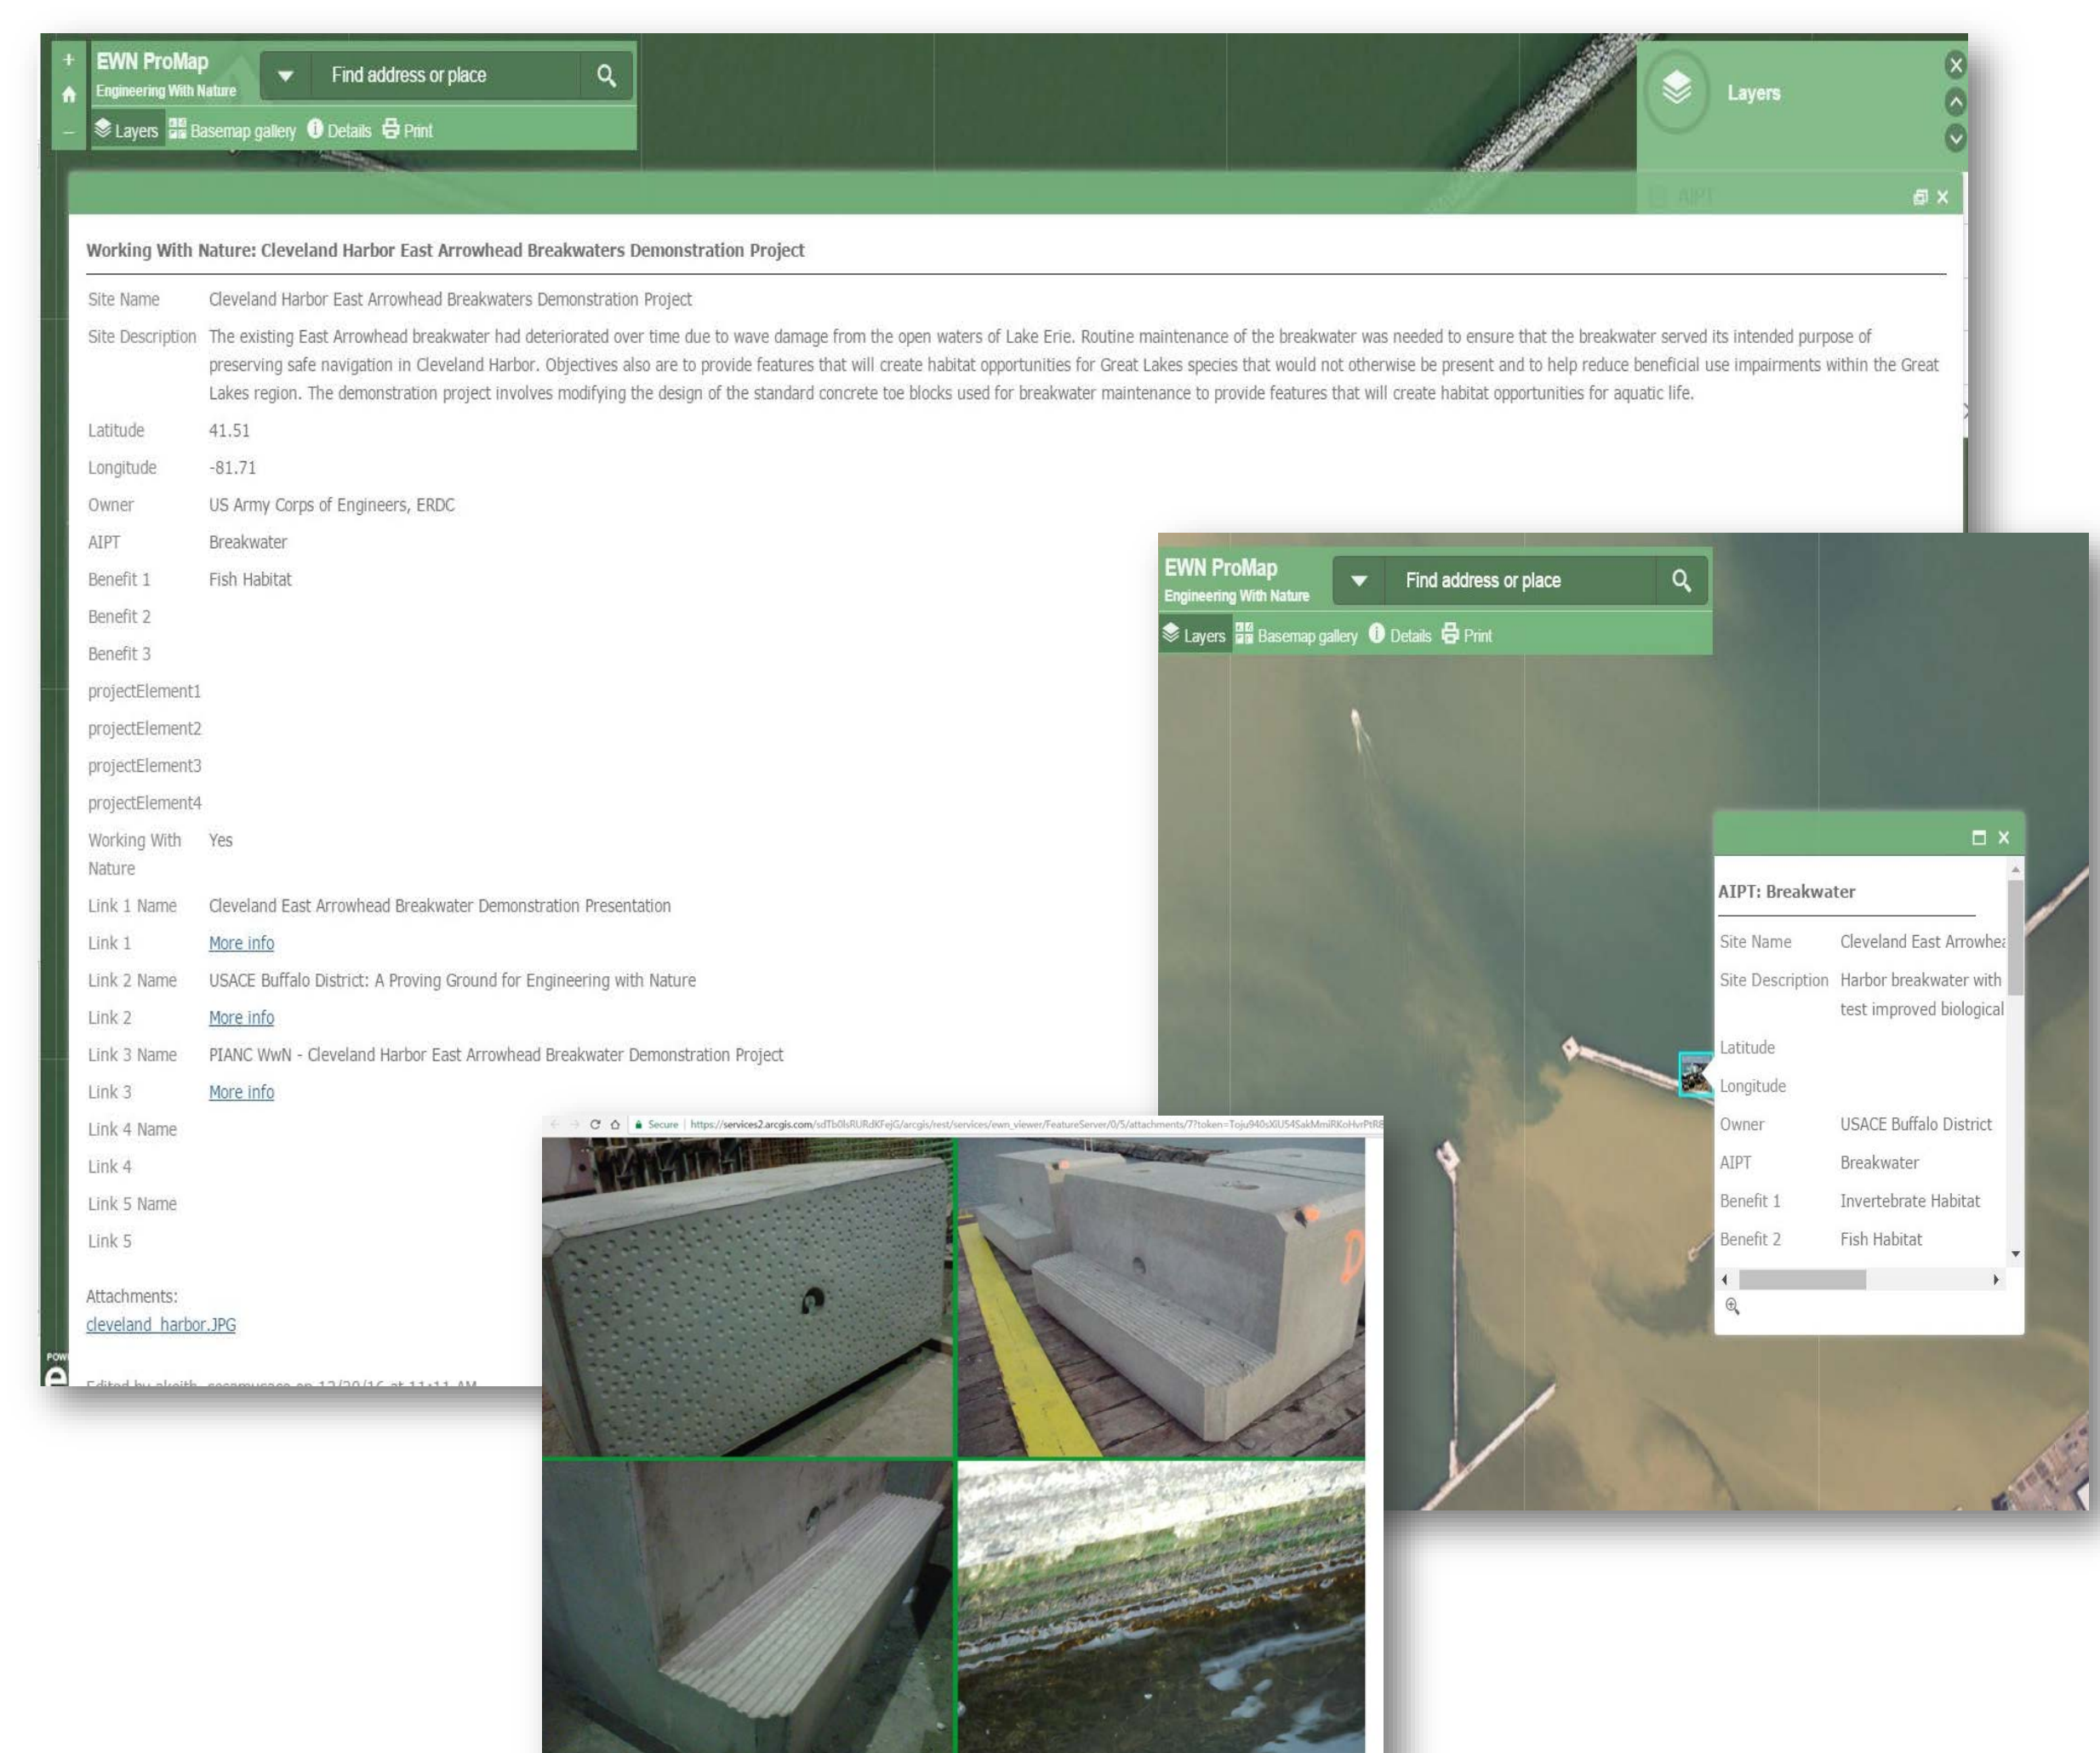 EWN ProMap
Engineering With Nature
Find address or place
Layers Basemap gallery Details Print
Layers
AIPT
Working With Nature: Cleveland Harbor East Arrowhead Breakwaters Demonstration Project
Site Name Cleveland Harbor East Arrowhead Breakwaters Demonstration Project
Site Description The existing East Arrowhead breakwater had deteriorated over time due to wave damage from the open waters of Lake Erie. Routine maintenance of the breakwater was needed to ensure that the breakwater served its intended purpose of
preserving safe navigation in Cleveland Harbor. Objectives also are to provide features that will create habitat opportunities for Great Lakes species that would not otherwise be present and to help reduce beneficial use impairments within the Great
Lakes region. The demonstration project involves modifying the design of the standard concrete toe blocks used for breakwater maintenance to provide features that will create habitat opportunities for aquatic life.
Latitude 41.51
Longitude -81.71
Owner US Army Corps of Engineers, ERDC
AIPT Breakwater
Benefit 1 Fish Habitat
Benefit 2
Benefit 3
projectElement1
projectElement2
projectElement3
projectElement4
Working With Yes
Nature
Link 1 Name Cleveland East Arrowhead Breakwater Demonstration Presentation
Link 1 More info
Link 2 Name USACE Buffalo District: A Proving Ground for Engineering with Nature
Link 2 More info
Link 3 Name PIANC WwN - Cleveland Harbor East Arrowhead Breakwater Demonstration Project
Link 3 More info
Link 4 Name
Link 4
Link 5 Name
Link 5
Attachments:
cleveland_harbor.JPG
POW
e
EWN ProMap
Engineering With Nature
Find address or place
Layers Basemap gallery Details Print
AIPT: Breakwater
Site Name Cleveland East Arrowhea
Site Description Harbor breakwater with
test improved biological
Latitude
Longitude
Owner USACE Buffalo District
AIPT Breakwater
Benefit 1 Invertebrate Habitat
Benefit 2 Fish Habitat
Secure
D